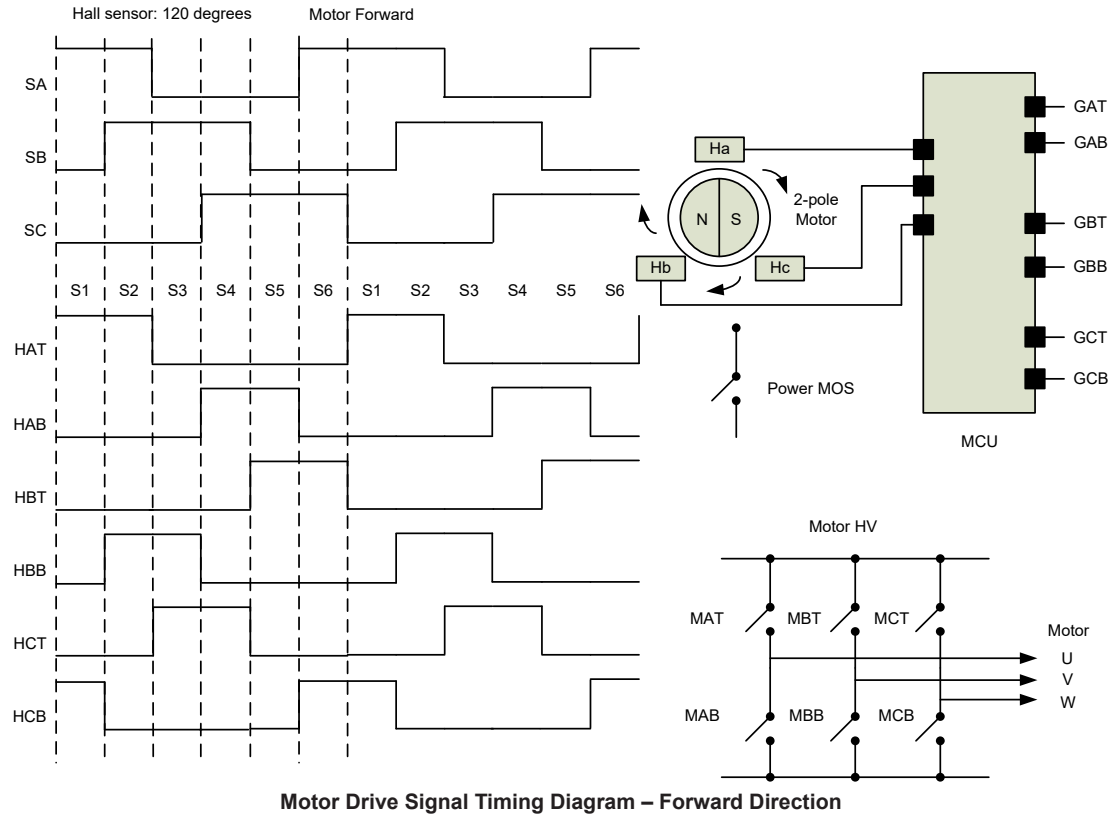 Hall sensor: 120 degrees
Motor Forward
SA
SB
SC
S1 S2 S3 S4 S5 S6 S1 S2 S3 S4 S5 S6
HAT
HAB
HBT
HBB
HCT
HCB
Ha
N S
2-pole
Motor
Hb
Hc
GAT
GAB
GBT
GBB
GCT
GCB
MCU
Power MOS
Motor HV
MAT MBT MCT
Motor
U
V
W
MAB MBB MCB
Motor Drive Signal Timing Diagram – Forward Direction